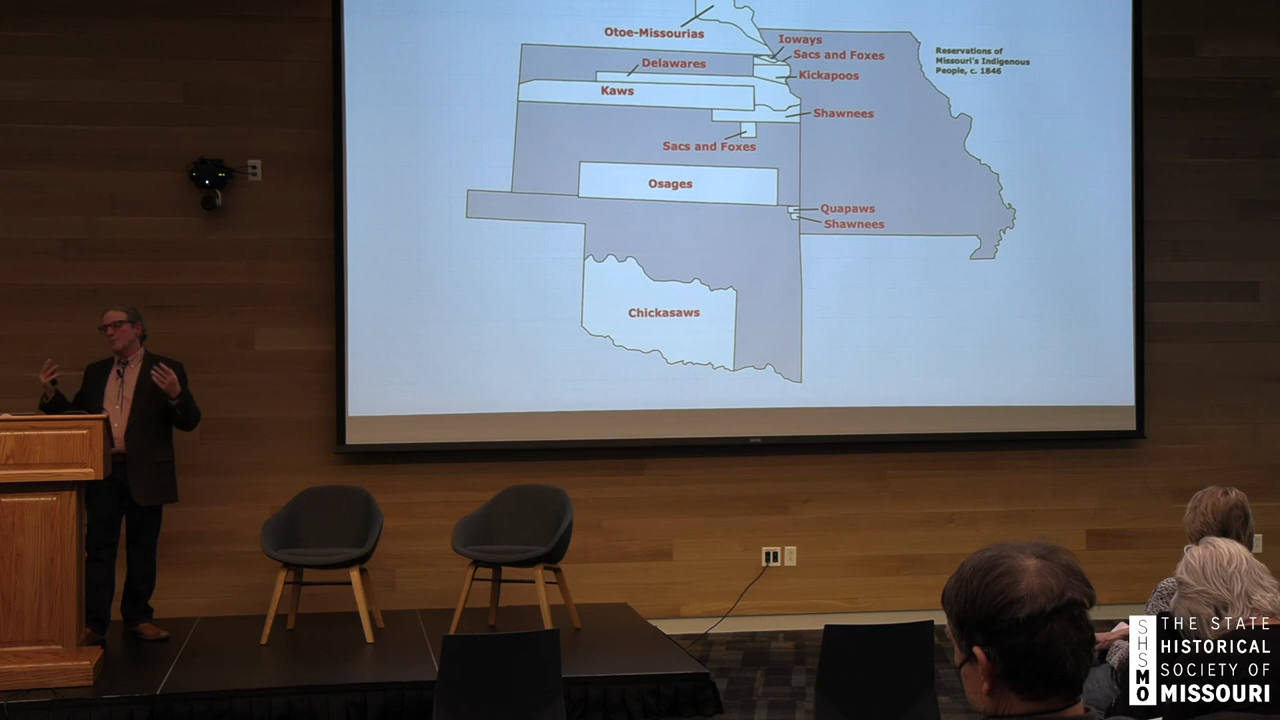 Otoe-Missourias
Ioways
Sacs and Foxes
Reservations of
Missouri's Indigenous
People, c. 1846
Delawares
Kickapoos
Kaws
Shawnees
Sacs and Foxes
Osages
Quapaws
Shawnees
Chickasaws
SHSMO
THE STATE
HISTORICAL
SOCIETY OF
MISSOURI